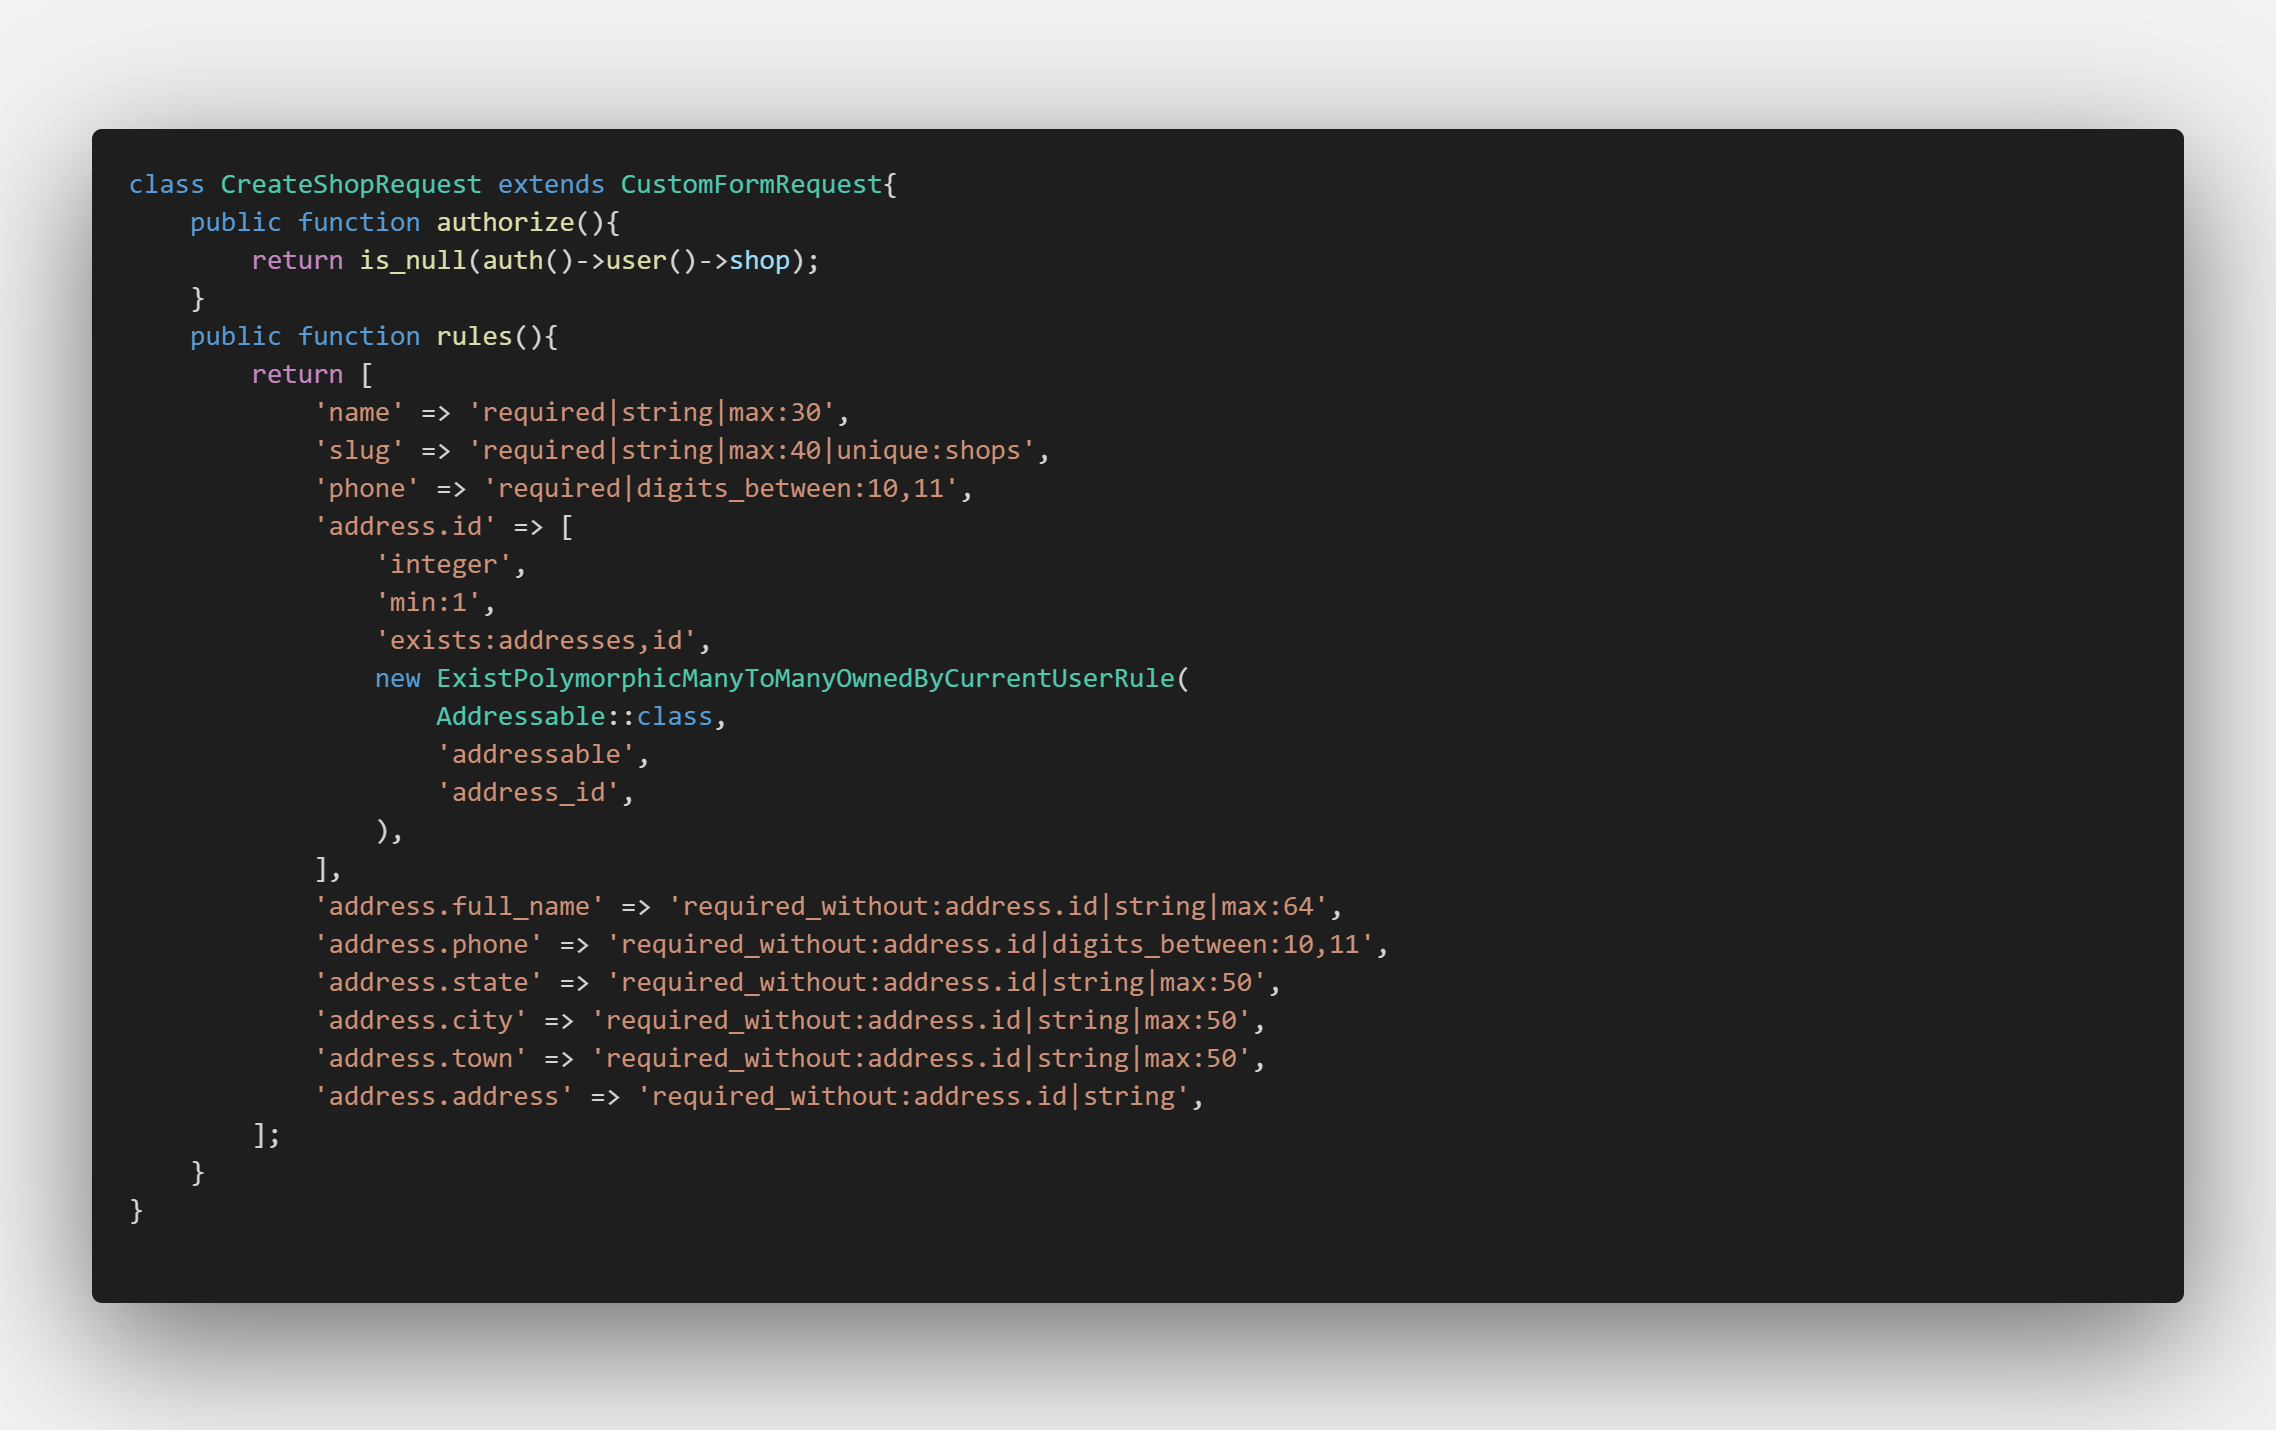 class CreateShopRequest extends CustomFormRequest{
    public function authorize(){
        return is_null(auth()->user()->shop);
    }
    public function rules(){
        return [
            'name' => 'required|string|max:30',
            'slug' => 'required|string|max:40|unique:shops',
            'phone' => 'required|digits_between:10,11',
            'address.id' => [
                'integer',
                'min:1',
                'exists:addresses,id',
                new ExistPolymorphicManyToManyOwnedByCurrentUserRule(
                    Addressable::class,
                    'addressable',
                    'address_id',
                ),
            ],
            'address.full_name' => 'required_without:address.id|string|max:64',
            'address.phone' => 'required_without:address.id|digits_between:10,11',
            'address.state' => 'required_without:address.id|string|max:50',
            'address.city' => 'required_without:address.id|string|max:50',
            'address.town' => 'required_without:address.id|string|max:50',
            'address.address' => 'required_without:address.id|string',
        ];
    }
}